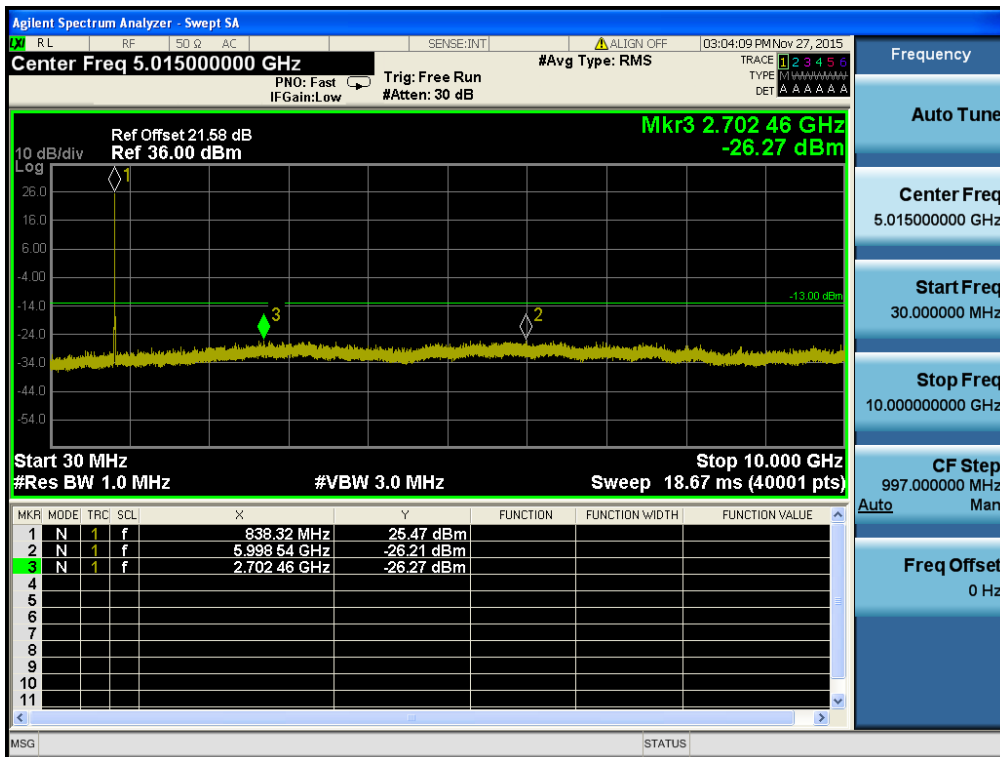 Agilent Spectrum Analyzer - Swept SA
LXI RL RF 50 Ω AC SENSE:INT ALIGN OFF 03:04:09 PM Nov 27, 2015
Center Freq 5.015000000 GHz
PNO: Fast
IFGain:Low
Trig: Free Run
#Atten: 30 dB
#Avg Type: RMS
TRACE 1 2 3 4 5 6
TYPE MWWWWW
DET A A A A A A
Mkr3 2.702 46 GHz
-26.27 dBm
Ref Offset 21.58 dB
10 dB/div Ref 36.00 dBm
Log
1
26.0
16.0
6.00
-4.00
-13.00 dBm
-14.0
3
2
-24.0
-34.0
-44.0
-54.0
Start 30 MHz Stop 10.000 GHz
#Res BW 1.0 MHz #VBW 3.0 MHz Sweep 18.67 ms (40001 pts)
MKR MODE TRC SCL X Y FUNCTION FUNCTION WIDTH FUNCTION VALUE
1 N 1 f 838.32 MHz 25.47 dBm
2 N 1 f 5.998 54 GHz -26.21 dBm
3 N 1 f 2.702 46 GHz -26.27 dBm
4
5
6
7
8
9
10
11
MSG STATUS
Frequency
Auto Tune
Center Freq
5.015000000 GHz
Start Freq
30.000000 MHz
Stop Freq
10.000000000 GHz
CF Step
997.000000 MHz
Auto Man
Freq Offset
0 Hz